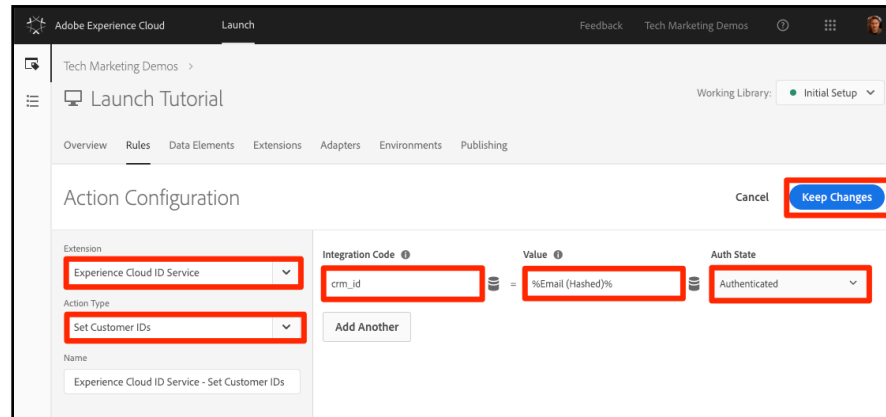 Adobe Experience Cloud Launch Feedback Tech Marketing Demos
Tech Marketing Demos >
Launch Tutorial
Working Library: Initial Setup
Overview Rules Data Elements Extensions Adapters Environments Publishing
Action Configuration
Cancel Keep Changes
Extension
Experience Cloud ID Service
Action Type
Set Customer IDs
Name
Experience Cloud ID Service - Set Customer IDs
Integration Code Value Auth State
crm_id = %Email (Hashed)% Authenticated
Add Another